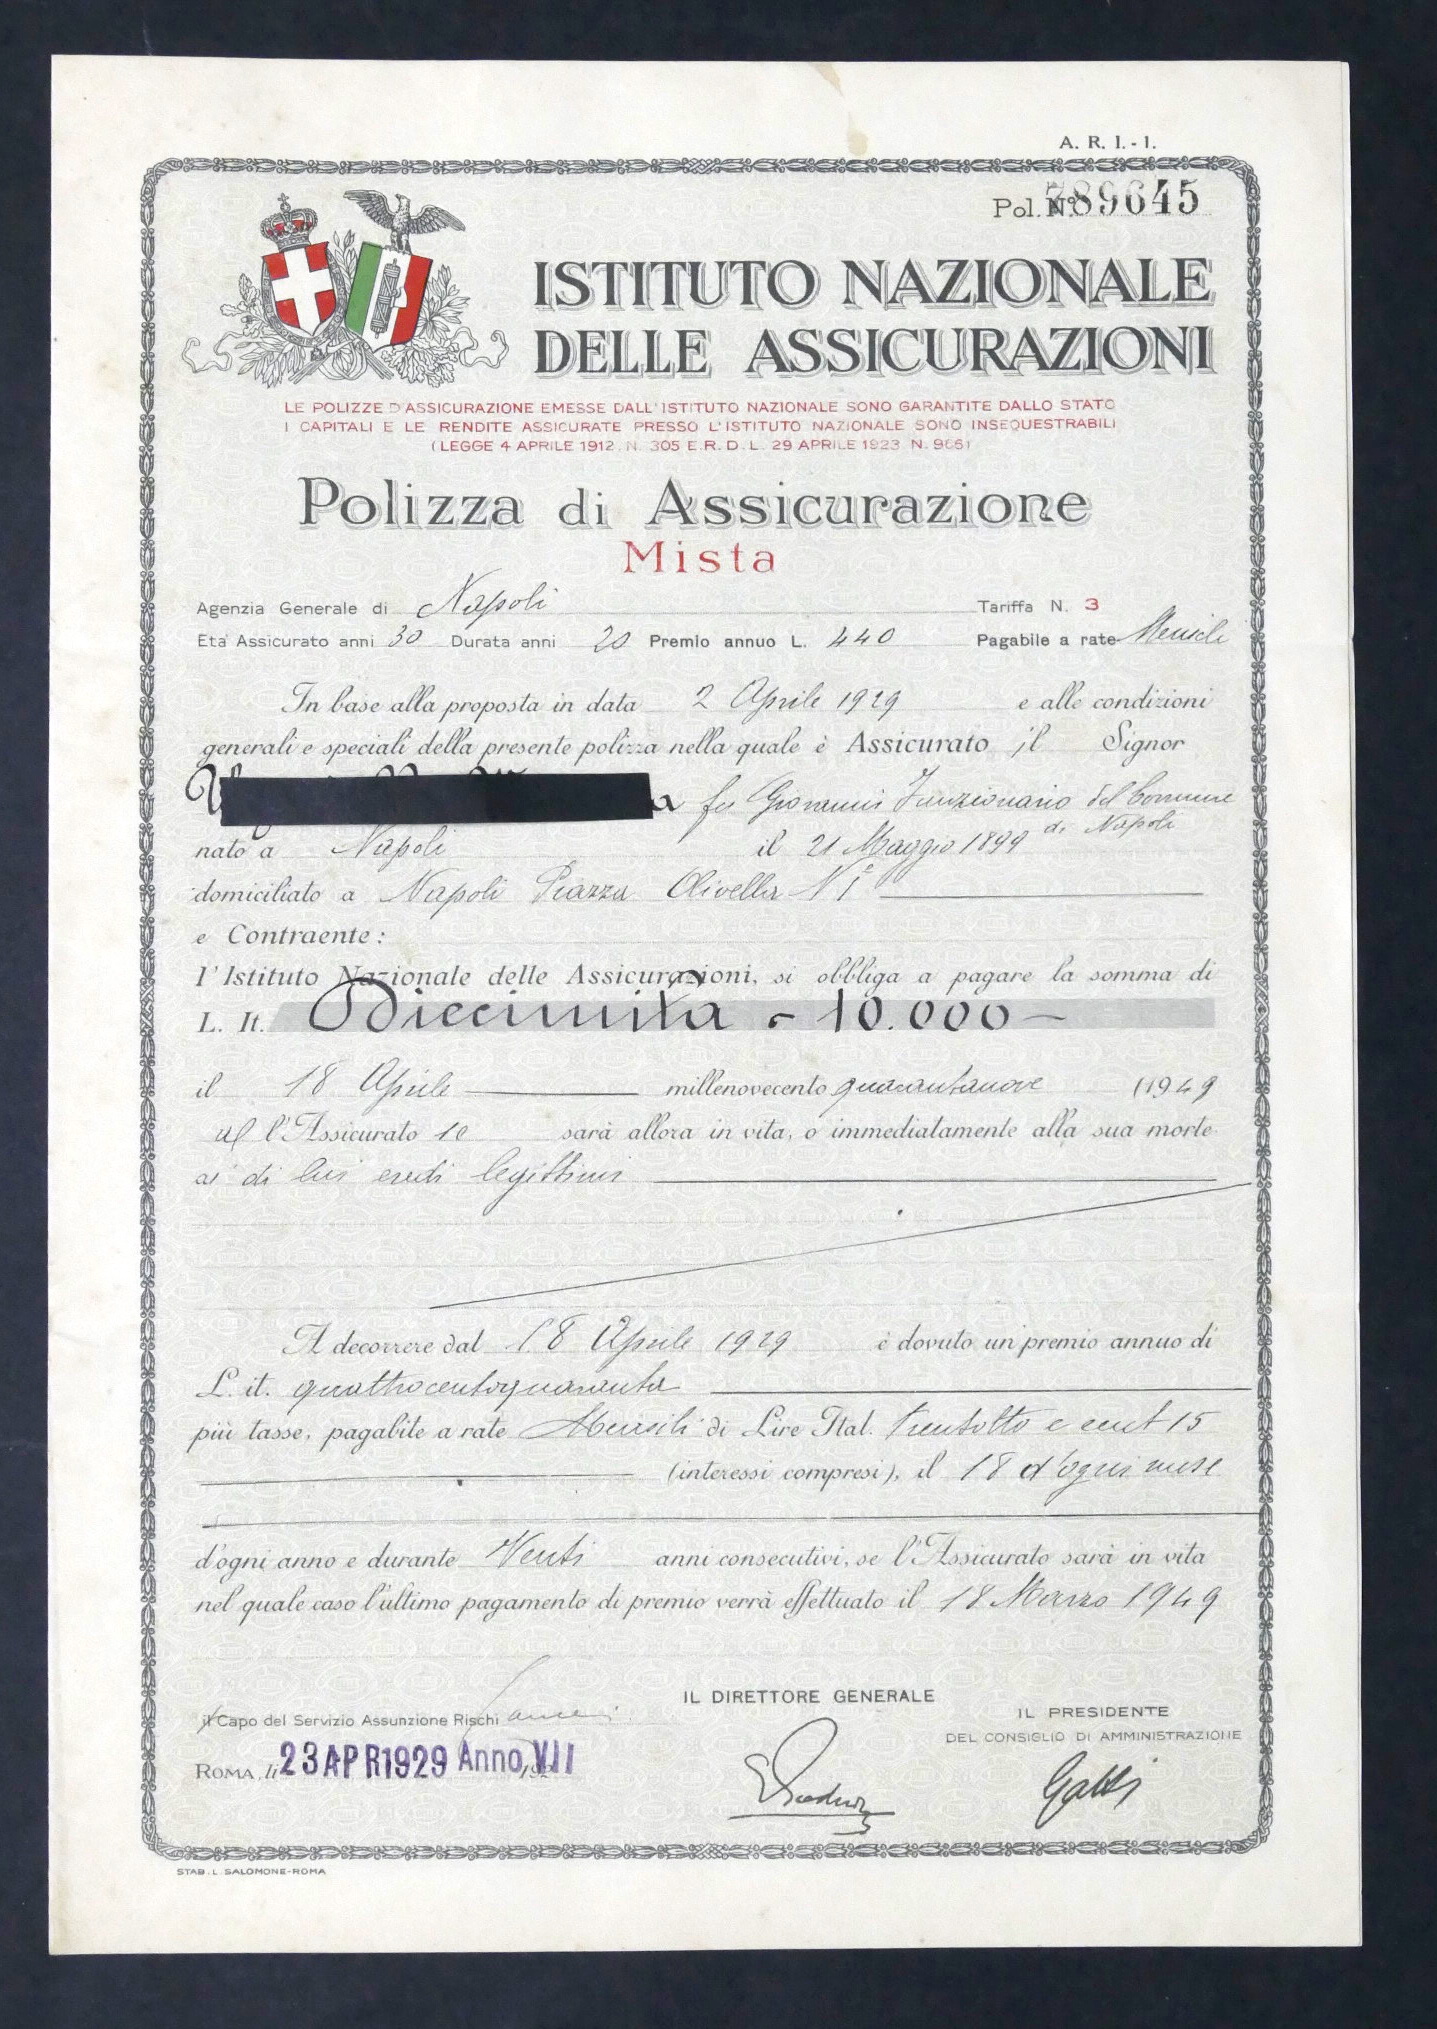 A. R. I. - 1.
Pol. N° 789645
ISTITUTO NAZIONALE
DELLE ASSICURAZIONI
LE POLIZZE D'ASSICURAZIONE EMESSE DALL'ISTITUTO NAZIONALE SONO GARANTITE DALLO STATO
I CAPITALI E LE RENDITE ASSICURATE PRESSO L'ISTITUTO NAZIONALE SONO INSEQUESTRABILI
(LEGGE 4 APRILE 1912 N. 305 E R. D. L. 29 APRILE 1923 N. 966)
Polizza di Assicurazione
Mista
Agenzia Generale di Napoli Tariffa N. 3
Età Assicurato anni 30 Durata anni 20 Premio annuo L. 440 Pagabile a rate Mensili
In base alla proposta in data 2 Aprile 1929 e alle condizioni
generali e speciali della presente polizza nella quale è Assicurato il Signor
fu Giovanni Funzionario del Comune
di Napoli
nato a Napoli il 21 Maggio 1899
domiciliato a Napoli Piazza Olivella N 1°
e Contraente:
l'Istituto Nazionale delle Assicurazioni, si obbliga a pagare la somma di
L. It. Diecimila - 10.000 -
il 18 Aprile millenovecento quarantanove (1949
al l'Assicurato se sarà allora in vita, o immediatamente alla sua morte
ai di lui eredi legittimi
A decorrere dal 18 Aprile 1929 è dovuto un premio annuo di
L. it. quattrocentoquaranta
più tasse, pagabile a rate Mensili di Lire Ital. trentotto e cent 15
(interessi compresi), il 18 d'ogni mese
d'ogni anno e durante Venti anni consecutivi, se l'Assicurato sarà in vita
nel quale caso l'ultimo pagamento di premio verrà effettuato il 18 Marzo 1949
IL DIRETTORE GENERALE
IL PRESIDENTE
DEL CONSIGLIO DI AMMINISTRAZIONE
il Capo del Servizio Assunzione Rischi
ROMA, li 23 APR 1929 Anno VII 192
STAB. L. SALOMONE-ROMA